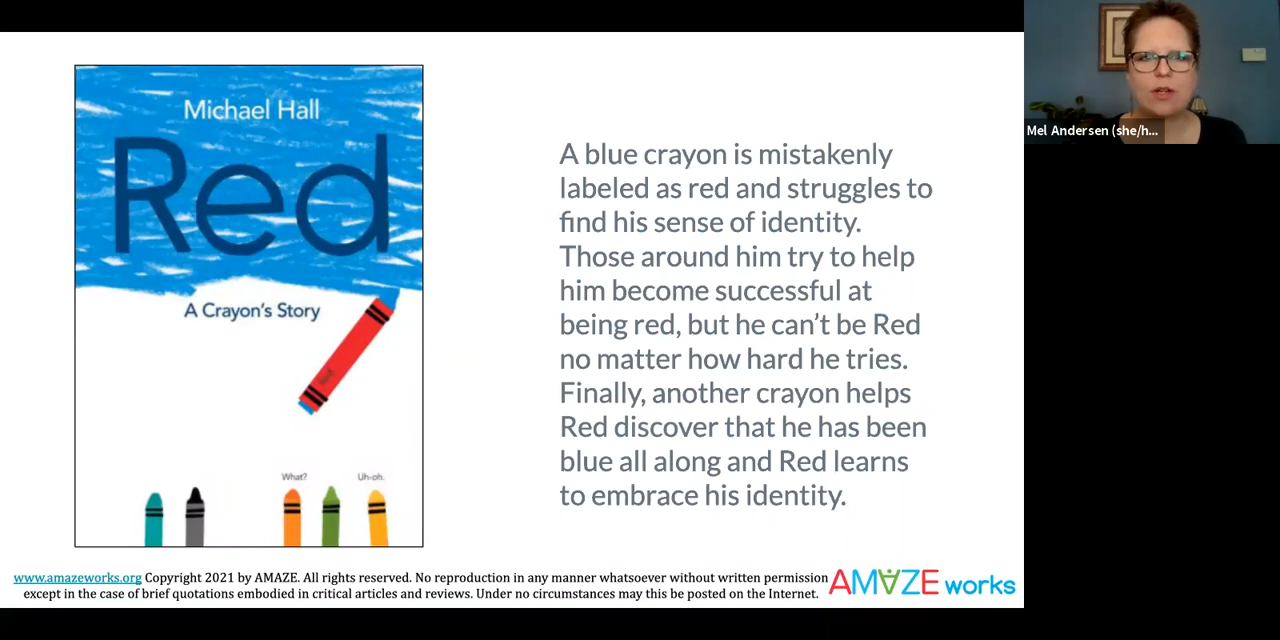 Michael Hall
Red
A Crayon's Story
Red
What?
Uh-oh.
A blue crayon is mistakenly
labeled as red and struggles to
find his sense of identity.
Those around him try to help
him become successful at
being red, but he can't be Red
no matter how hard he tries.
Finally, another crayon helps
Red discover that he has been
blue all along and Red learns
to embrace his identity.
www.amazeworks.org Copyright 2021 by AMAZE. All rights reserved. No reproduction in any manner whatsoever without written permission
except in the case of brief quotations embodied in critical articles and reviews. Under no circumstances may this be posted on the Internet.
AMAZE works
Mel Andersen (she/h...